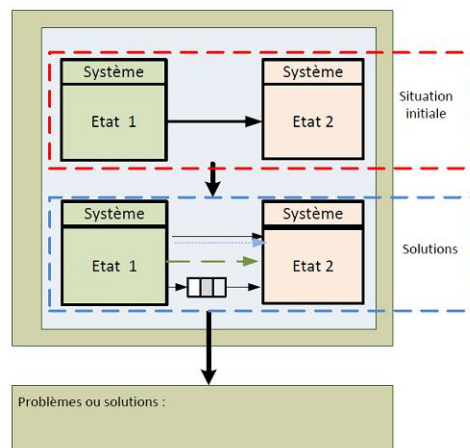 Système
Système
Etat 1
Etat 2
Situation
initiale
Système
Système
Etat 1
Etat 2
Solutions
Problèmes ou solutions :